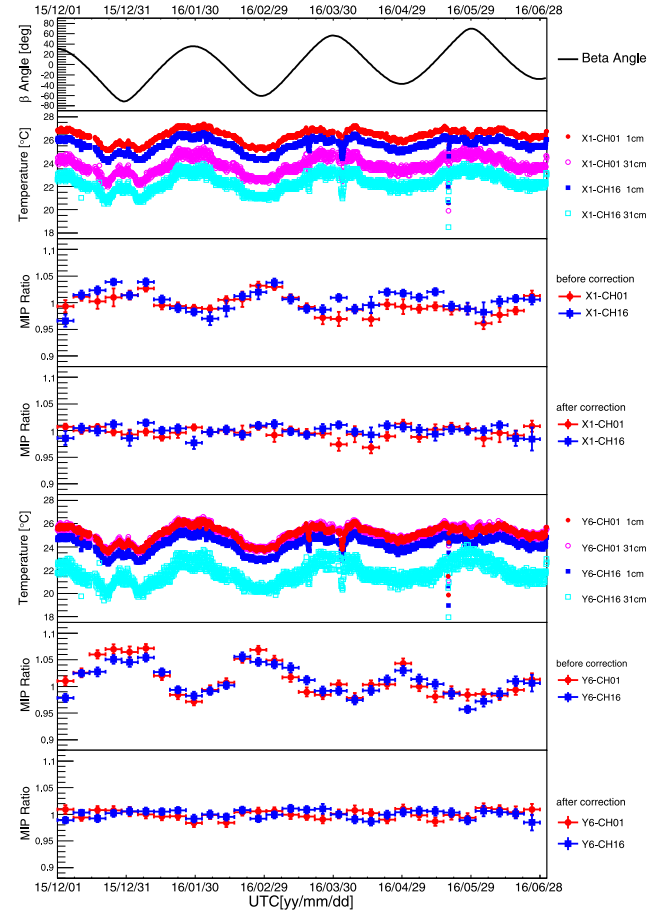 15/12/01 15/12/31 16/01/30 16/02/29 16/03/30 16/04/29 16/05/29 16/06/28
β Angle [deg]
80
60
40
20
0
-20
-40
-60
-80
Beta Angle
Temperature [°C]
28
26
24
22
20
18
X1-CH01 1cm
X1-CH01 31cm
X1-CH16 1cm
X1-CH16 31cm
MIP Ratio
1.1
1.05
1
0.95
0.9
before correction
X1-CH01
X1-CH16
MIP Ratio
1.1
1.05
1
0.95
0.9
after correction
X1-CH01
X1-CH16
Temperature [°C]
28
26
24
22
20
18
Y6-CH01 1cm
Y6-CH01 31cm
Y6-CH16 1cm
Y6-CH16 31cm
MIP Ratio
1.1
1.05
1
0.95
0.9
before correction
Y6-CH01
Y6-CH16
MIP Ratio
1.1
1.05
1
0.95
0.9
after correction
Y6-CH01
Y6-CH16
15/12/01 15/12/31 16/01/30 16/02/29 16/03/30 16/04/29 16/05/29 16/06/28
UTC[yy/mm/dd]